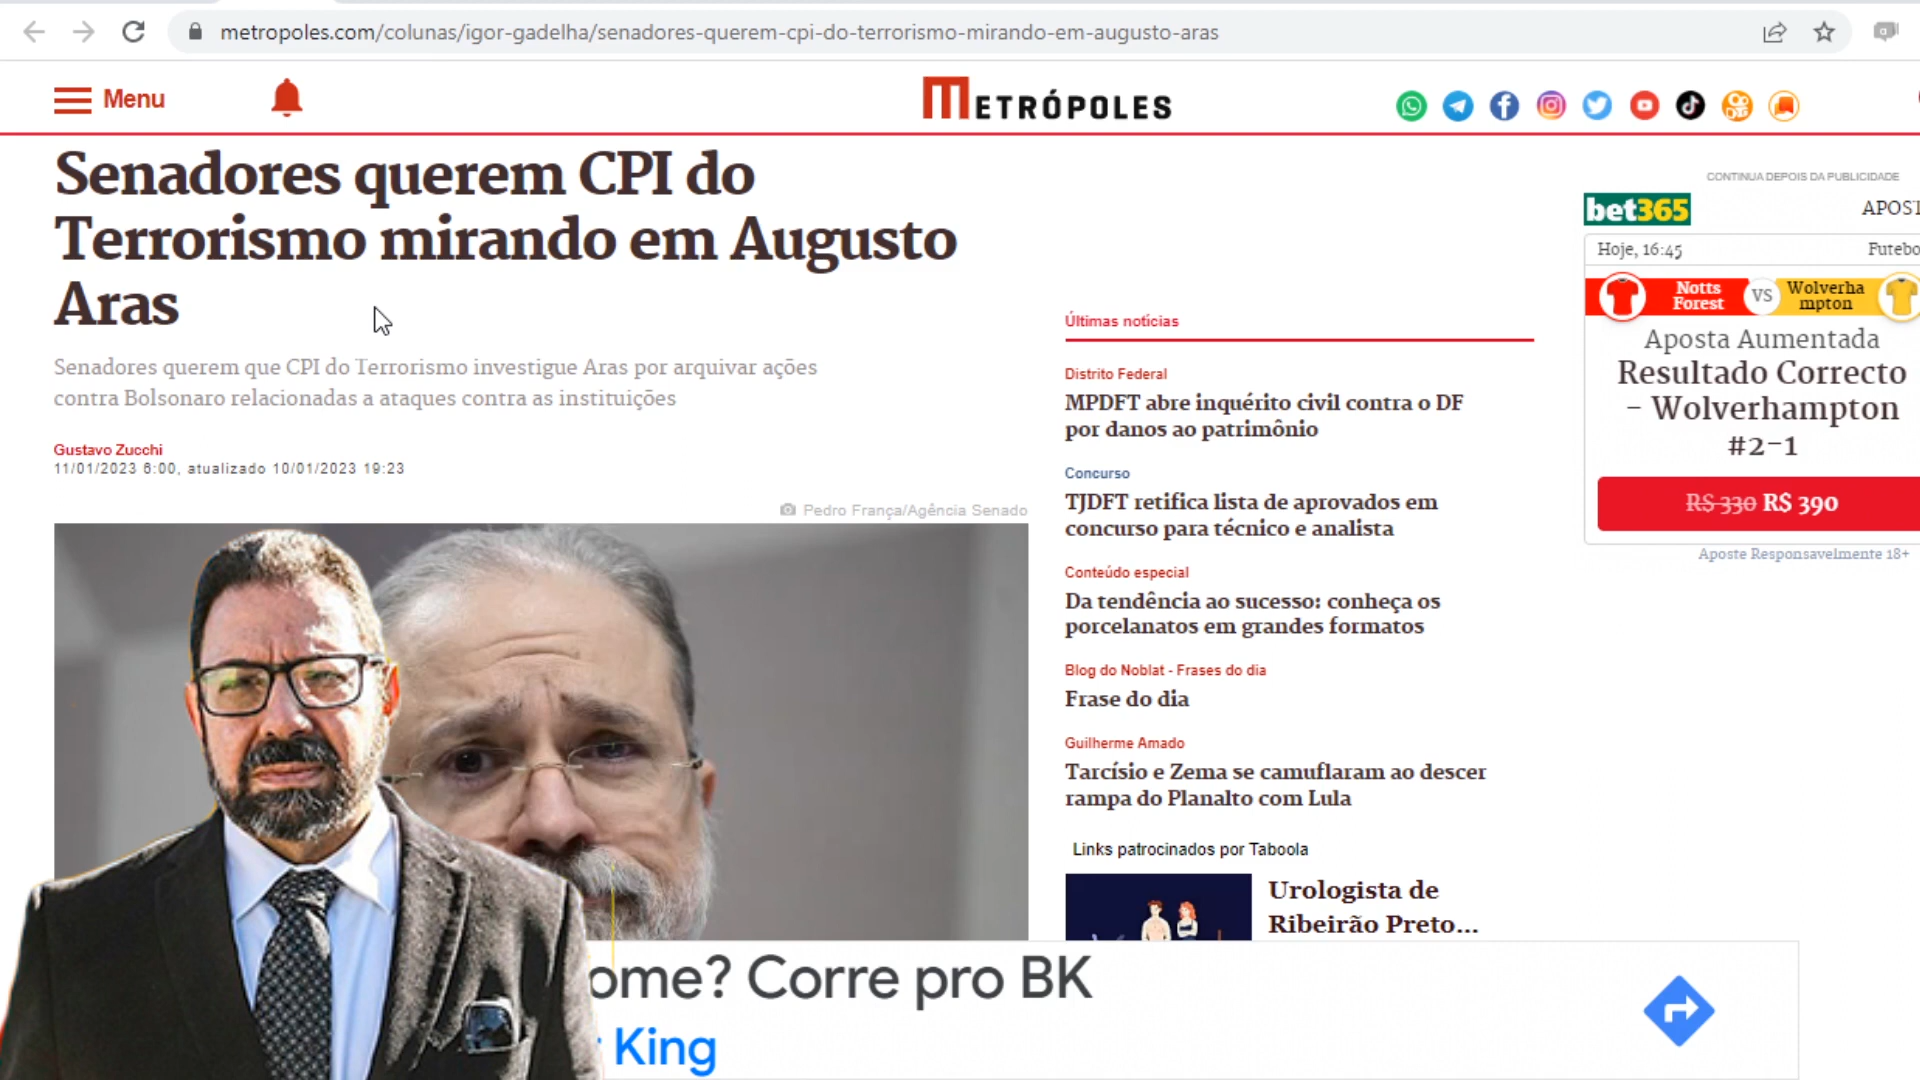 metropoles.com/colunas/igor-gadelha/senadores-querem-cpi-do-terrorismo-mirando-em-augusto-aras
Menu
METRÓPOLES
Senadores querem CPI do
Terrorismo mirando em Augusto
Aras
Senadores querem que CPI do Terrorismo investigue Aras por arquivar ações
contra Bolsonaro relacionadas a ataques contra as instituições
Gustavo Zucchi
11/01/2023 6:00, atualizado 10/01/2023 19:23
Pedro França/Agência Senado
Últimas notícias
Distrito Federal
MPDFT abre inquérito civil contra o DF
por danos ao patrimônio
Concurso
TJDFT retifica lista de aprovados em
concurso para técnico e analista
Conteúdo especial
Da tendência ao sucesso: conheça os
porcelanatos em grandes formatos
Blog do Noblat - Frases do dia
Frase do dia
Guilherme Amado
Tarcísio e Zema se camuflaram ao descer
rampa do Planalto com Lula
Links patrocinados por Taboola
Urologista de
Ribeirão Preto...
CONTINUA DEPOIS DA PUBLICIDADE
bet365 APOST
Hoje, 16:45 Futebo
Notts
Forest
VS
Wolverha
mpton
Aposta Aumentada
Resultado Correcto
- Wolverhampton
#2-1
R$ 330 R$ 390
Aposte Responsavelmente 18+
ome? Corre pro BK
King